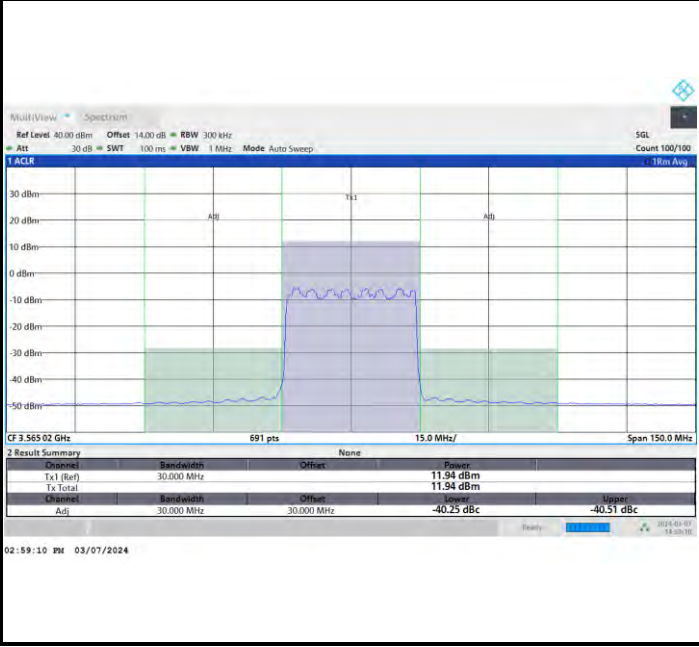 MultiView Spectrum
Ref Level 40.00 dBm Offset 14.00 dB RBW 300 kHz SGL
Att 30 dB SWT 100 ms VBW 1 MHz Mode Auto Sweep Count 100/100
1 ACLR 1Rm Avg
Tx1
Adj Adj
30 dBm
20 dBm
10 dBm
0 dBm
-10 dBm
-20 dBm
-30 dBm
-40 dBm
-50 dBm
CF 3.565 02 GHz 691 pts 15.0 MHz/ Span 150.0 MHz
2 Result Summary None
Channel Bandwidth Offset Power
Tx1 (Ref) 30.000 MHz 11.94 dBm
Tx Total 11.94 dBm
Channel Bandwidth Offset Lower Upper
Adj 30.000 MHz 30.000 MHz -40.25 dBc -40.51 dBc
Ready 2024-03-07
02:59:10 PM 03/07/2024